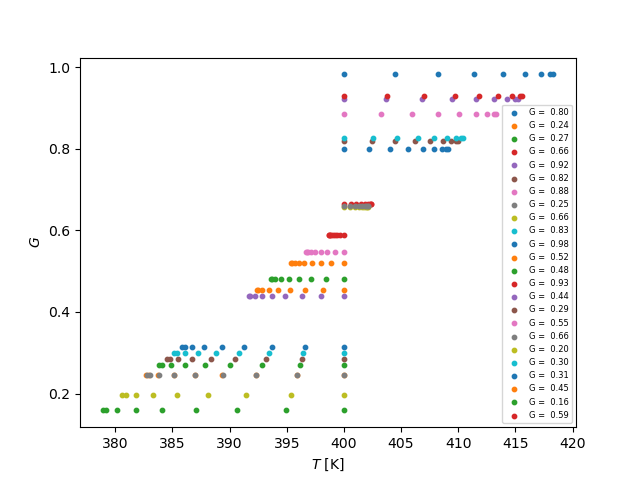 1.0
0.8
0.6
0.4
0.2
G
380
385
390
395
400
405
410
415
420
T [K]
G = 0.80
G = 0.24
G = 0.27
G = 0.66
G = 0.92
G = 0.82
G = 0.88
G = 0.25
G = 0.66
G = 0.83
G = 0.98
G = 0.52
G = 0.48
G = 0.93
G = 0.44
G = 0.29
G = 0.55
G = 0.66
G = 0.20
G = 0.30
G = 0.31
G = 0.45
G = 0.16
G = 0.59